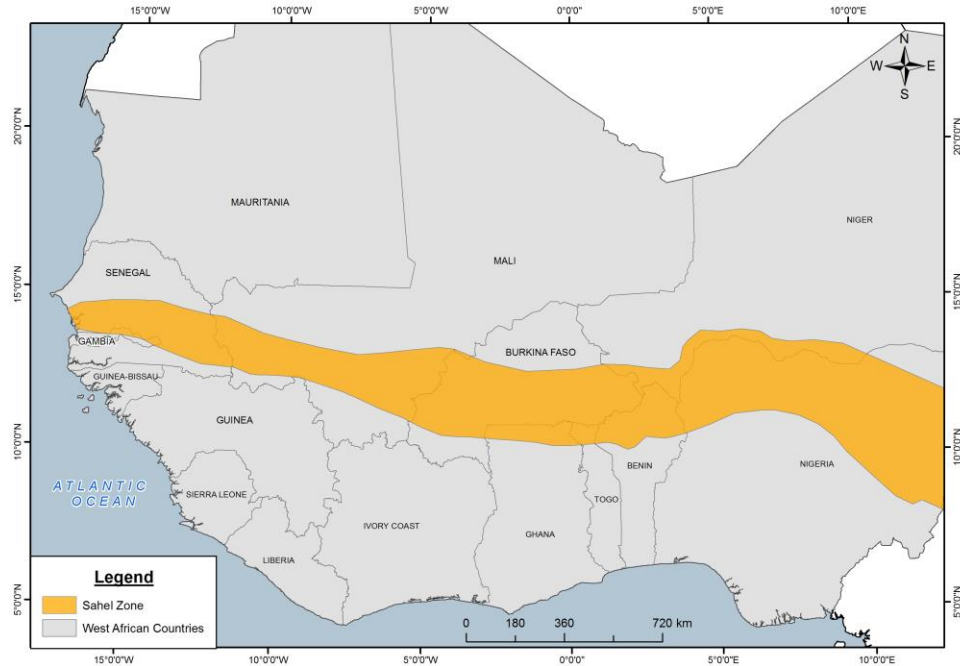 15°0'0"W 10°0'0"W 5°0'0"W 0°0'0" 5°0'0"E 10°0'0"E
N
W E
S
20°0'0"N 20°0'0"N
MAURITANIA
NIGER
MALI
SENEGAL
15°0'0"N 15°0'0"N
GAMBIA
BURKINA FASO
GUINEA-BISSAU
GUINEA
10°0'0"N 10°0'0"N
NIGERIA
BENIN
ATLANTIC
OCEAN
SIERRA LEONE
TOGO
IVORY COAST
GHANA
LIBERIA
Legend
Sahel Zone
West African Countries
5°0'0"N 5°0'0"N
0 180 360 720 km
15°0'0"W 10°0'0"W 5°0'0"W 0°0'0" 5°0'0"E 10°0'0"E